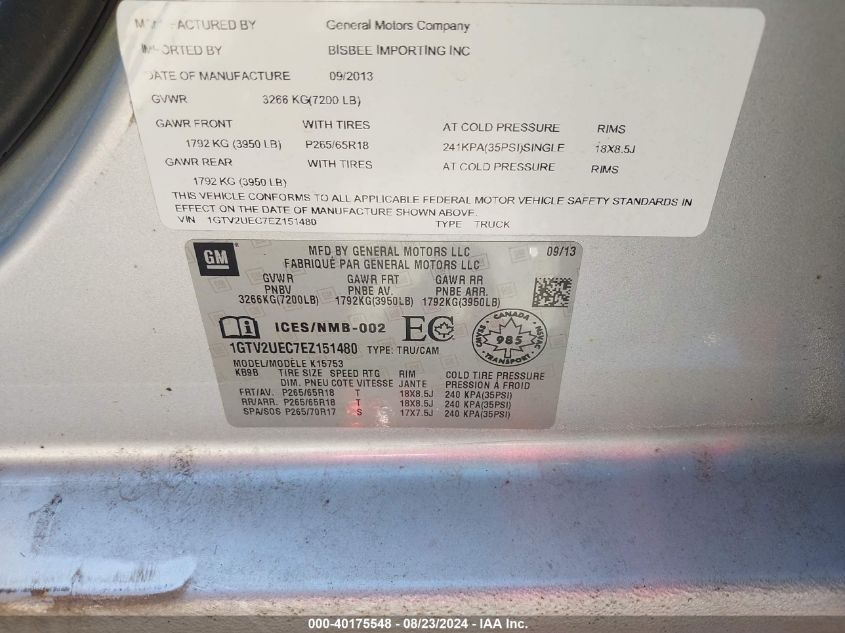 MANUFACTURED BY General Motors Company
IMPORTED BY BISBEE IMPORTING INC
DATE OF MANUFACTURE 09/2013
GVWR 3266 KG(7200 LB)
GAWR FRONT WITH TIRES AT COLD PRESSURE RIMS
1792 KG (3950 LB) P265/65R18 241KPA(35PSI)SINGLE 18X8.5J
GAWR REAR WITH TIRES AT COLD PRESSURE RIMS
1792 KG (3950 LB)
THIS VEHICLE CONFORMS TO ALL APPLICABLE FEDERAL MOTOR VEHICLE SAFETY STANDARDS IN
EFFECT ON THE DATE OF MANUFACTURE SHOWN ABOVE.
VIN 1GTV2UEC7EZ151480 TYPE TRUCK
GM MFD BY GENERAL MOTORS LLC 09/13
FABRIQUÉ PAR GENERAL MOTORS LLC
GVWR GAWR FRT GAWR RR
PNBV PNBE AV. PNBE ARR.
3266KG(7200LB) 1792KG(3950LB) 1792KG(3950LB)
ICES/NMB-002 EC CANADA
985
TRANSPORT
1GTV2UEC7EZ151480 TYPE: TRU/CAM
MODEL/MODÈLE K15753
KB9B TIRE SIZE SPEED RTG RIM COLD TIRE PRESSURE
DIM. PNEU COTE VITESSE JANTE PRESSION À FROID
FRT/AV. P265/65R18 T 18X8.5J 240 KPA(35PSI)
RR/ARR. P265/65R18 T 18X8.5J 240 KPA(35PSI)
SPA/SOS P265/70R17 S 17X7.5J 240 KPA(35PSI)
000-40175548 - 08/23/2024 - IAA Inc.